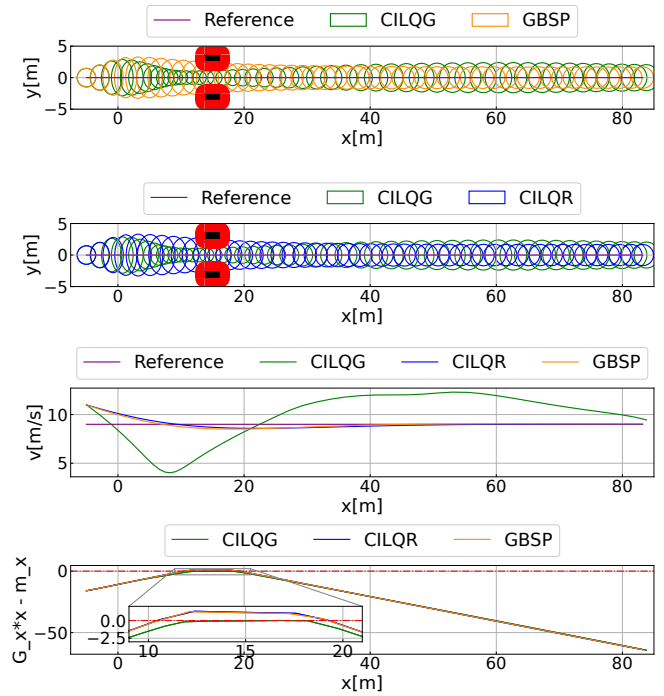 Reference CILQG GBSP
5
0
−5
y[m]
0 20 40 60 80
x[m]
Reference CILQG CILQR
5
0
−5
y[m]
0 20 40 60 80
x[m]
Reference CILQG CILQR GBSP
10
5
v[m/s]
0 20 40 60 80
x[m]
CILQG CILQR GBSP
0
−50
G_x*x - m_x
0.0
−2.5
10 15 20
0 20 40 60 80
x[m]